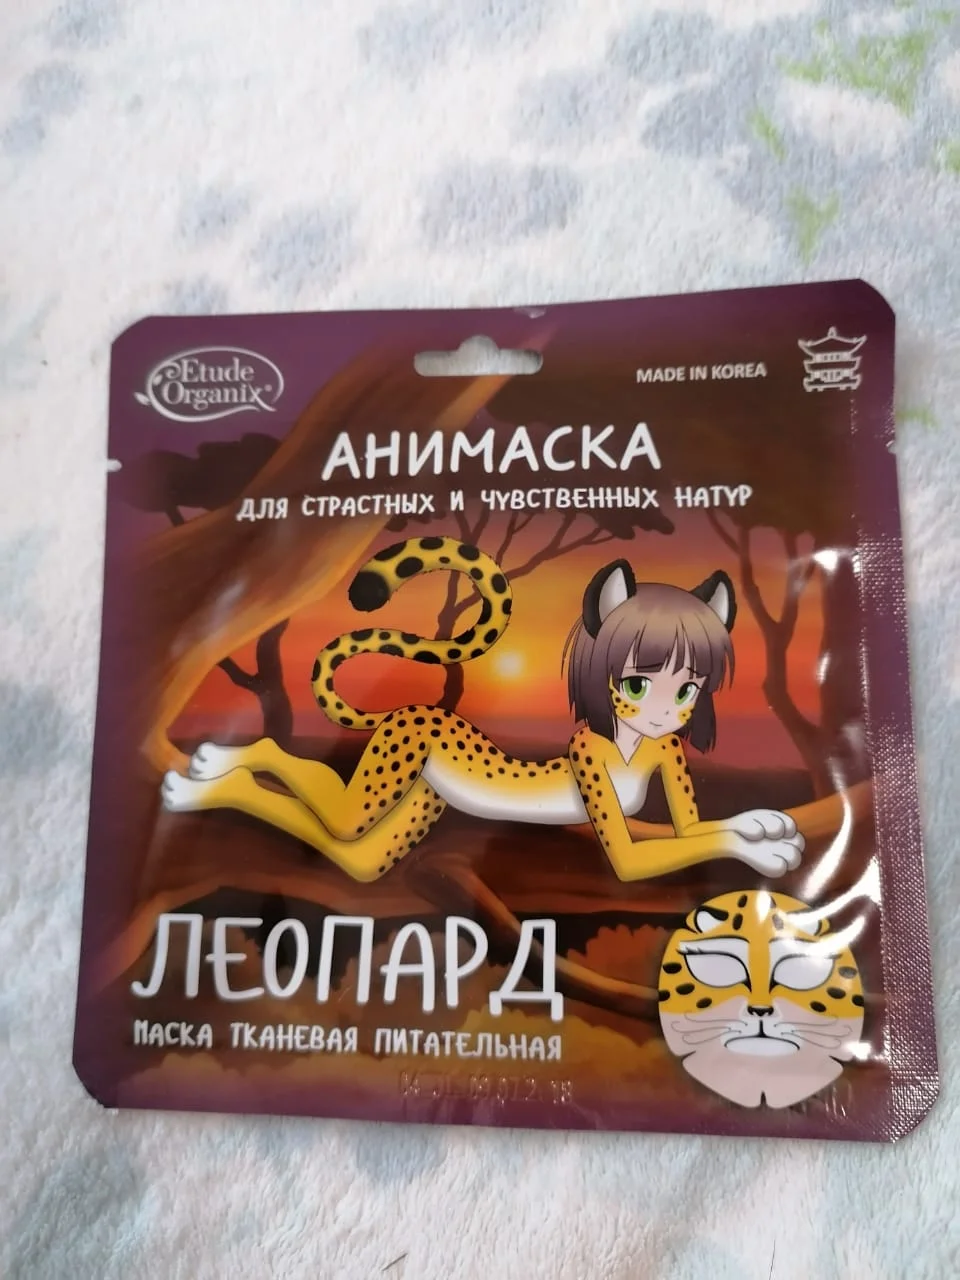 Etude
Organix®
MADE IN KOREA
АНИМАСКА
ДЛЯ СТРАСТНЫХ И ЧУВСТВЕННЫХ НАТУР
ЛЕОПАРД
МАСКА ТКАНЕВАЯ ПИТАТЕЛЬНАЯ